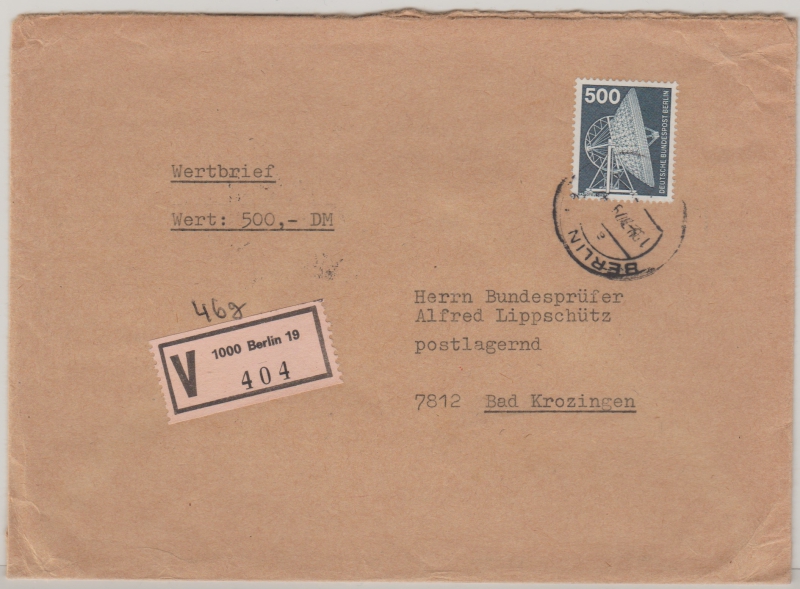 500
DEUTSCHE BUNDESPOST BERLIN
BERLIN
Wertbrief
Wert: 500,- DM
46g
V
1000 Berlin 19
404
Herrn Bundesprüfer
Alfred Lippschütz
postlagernd
7812 Bad Krozingen